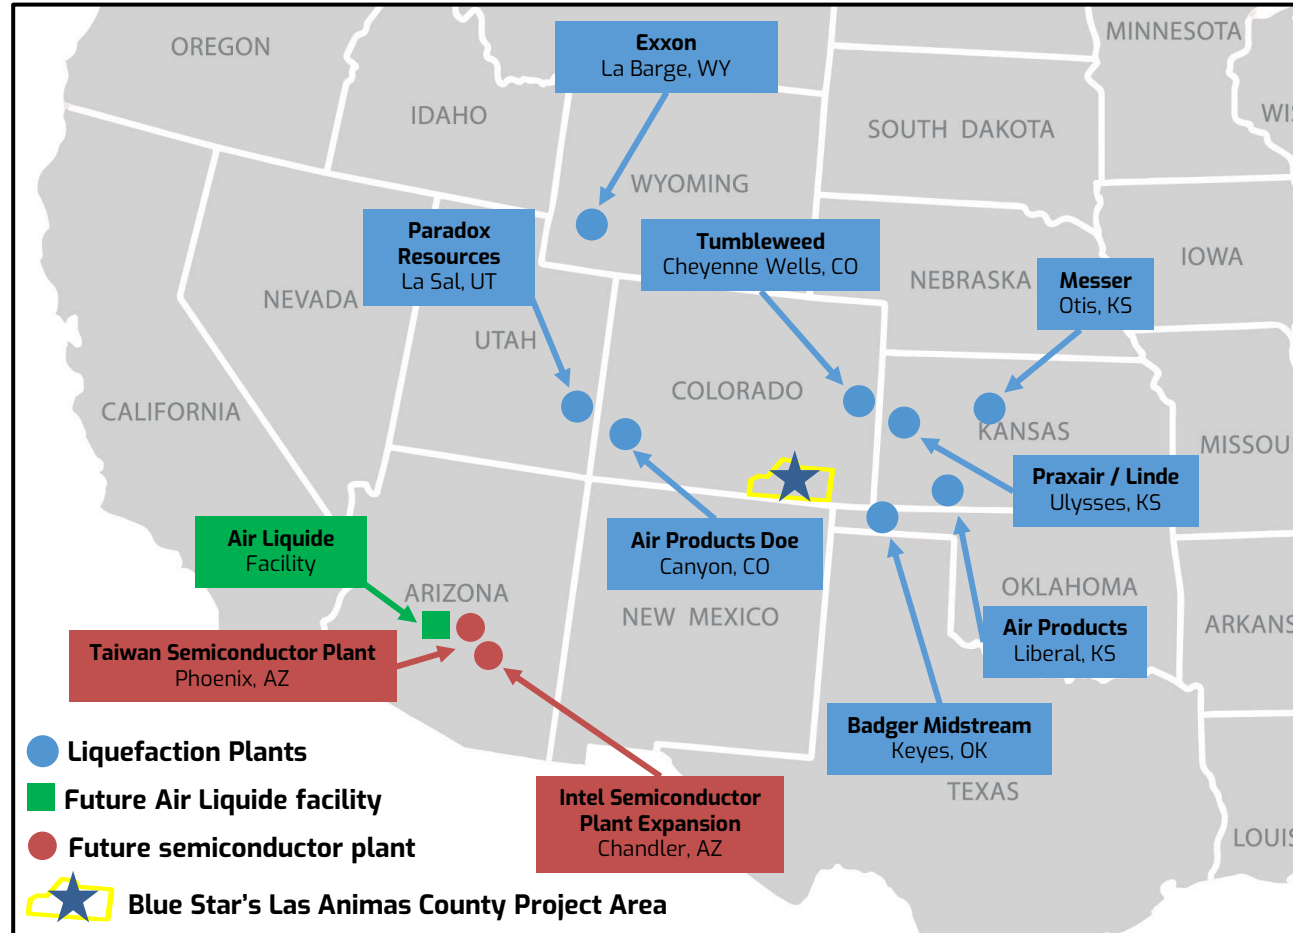 OREGON
Exxon
La Barge, WY
MINNESOTA
IDAHO
SOUTH DAKOTA
WIS
WYOMING
Paradox
Resources
La Sal, UT
Tumbleweed
Cheyenne Wells, CO
IOWA
NEBRASKA
Messer
Otis, KS
NEVADA
UTAH
COLORADO
CALIFORNIA
KANSAS
MISSOU
Praxair / Linde
Ulysses, KS
Air Liquide
Facility
Air Products Doe
Canyon, CO
ARIZONA
OKLAHOMA
NEW MEXICO
Air Products
Liberal, KS
ARKANS
Taiwan Semiconductor Plant
Phoenix, AZ
Badger Midstream
Keyes, OK
Liquefaction Plants
TEXAS
Future Air Liquide facility
Intel Semiconductor
Plant Expansion
Chandler, AZ
Future semiconductor plant
LOUIS
Blue Star's Las Animas County Project Area